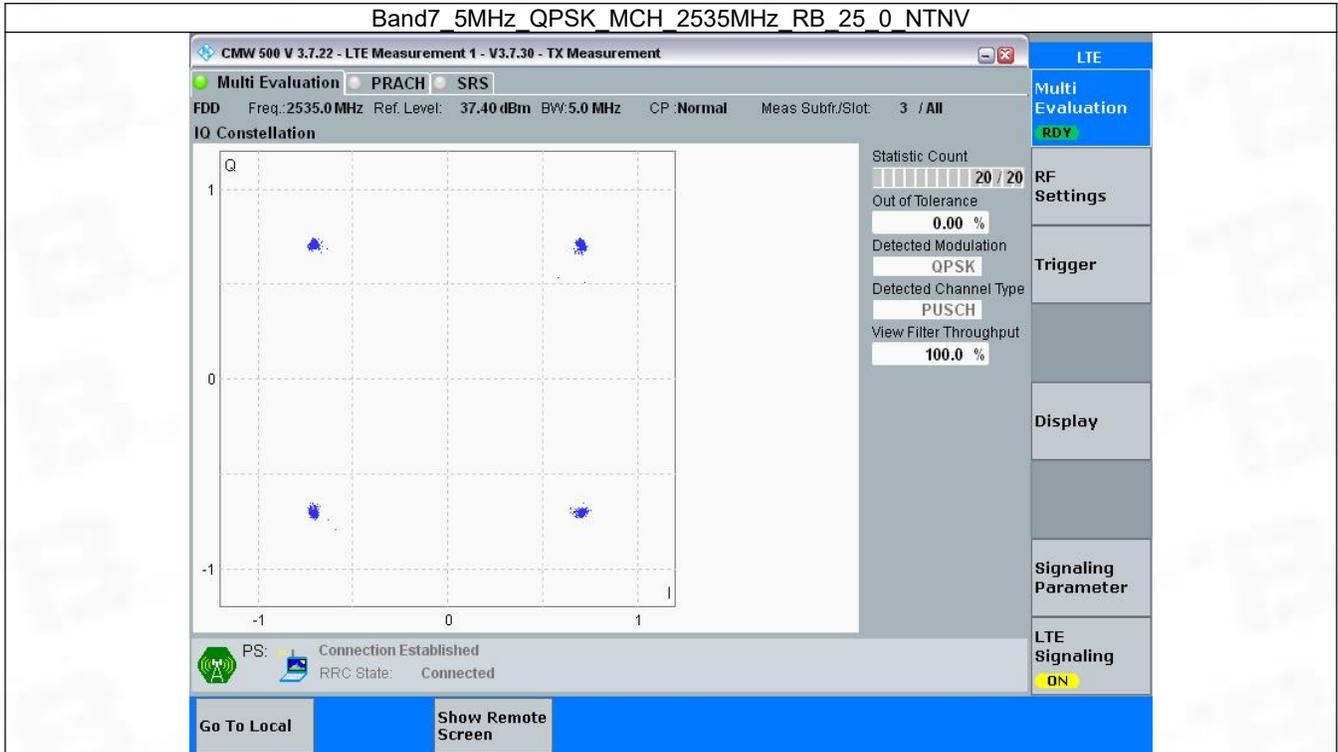 Band7_5MHz_QPSK_MCH_2535MHz_RB_25_0_NTNV
CMW 500 V 3.7.22 - LTE Measurement 1 - V3.7.30 - TX Measurement
LTE
Multi Evaluation PRACH SRS
FDD Freq.:2535.0 MHz Ref. Level: 37.40 dBm BW:5.0 MHz CP :Normal Meas Subfr./Slot: 3 / All
IQ Constellation
Q
1
0
-1
I
-1 0 1
Statistic Count
20 / 20
Out of Tolerance
0.00 %
Detected Modulation
QPSK
Detected Channel Type
PUSCH
View Filter Throughput
100.0 %
Multi
Evaluation
RDY
RF
Settings
Trigger
Display
Signaling
Parameter
LTE
Signaling
ON
PS: Connection Established
RRC State: Connected
Go To Local
Show Remote
Screen